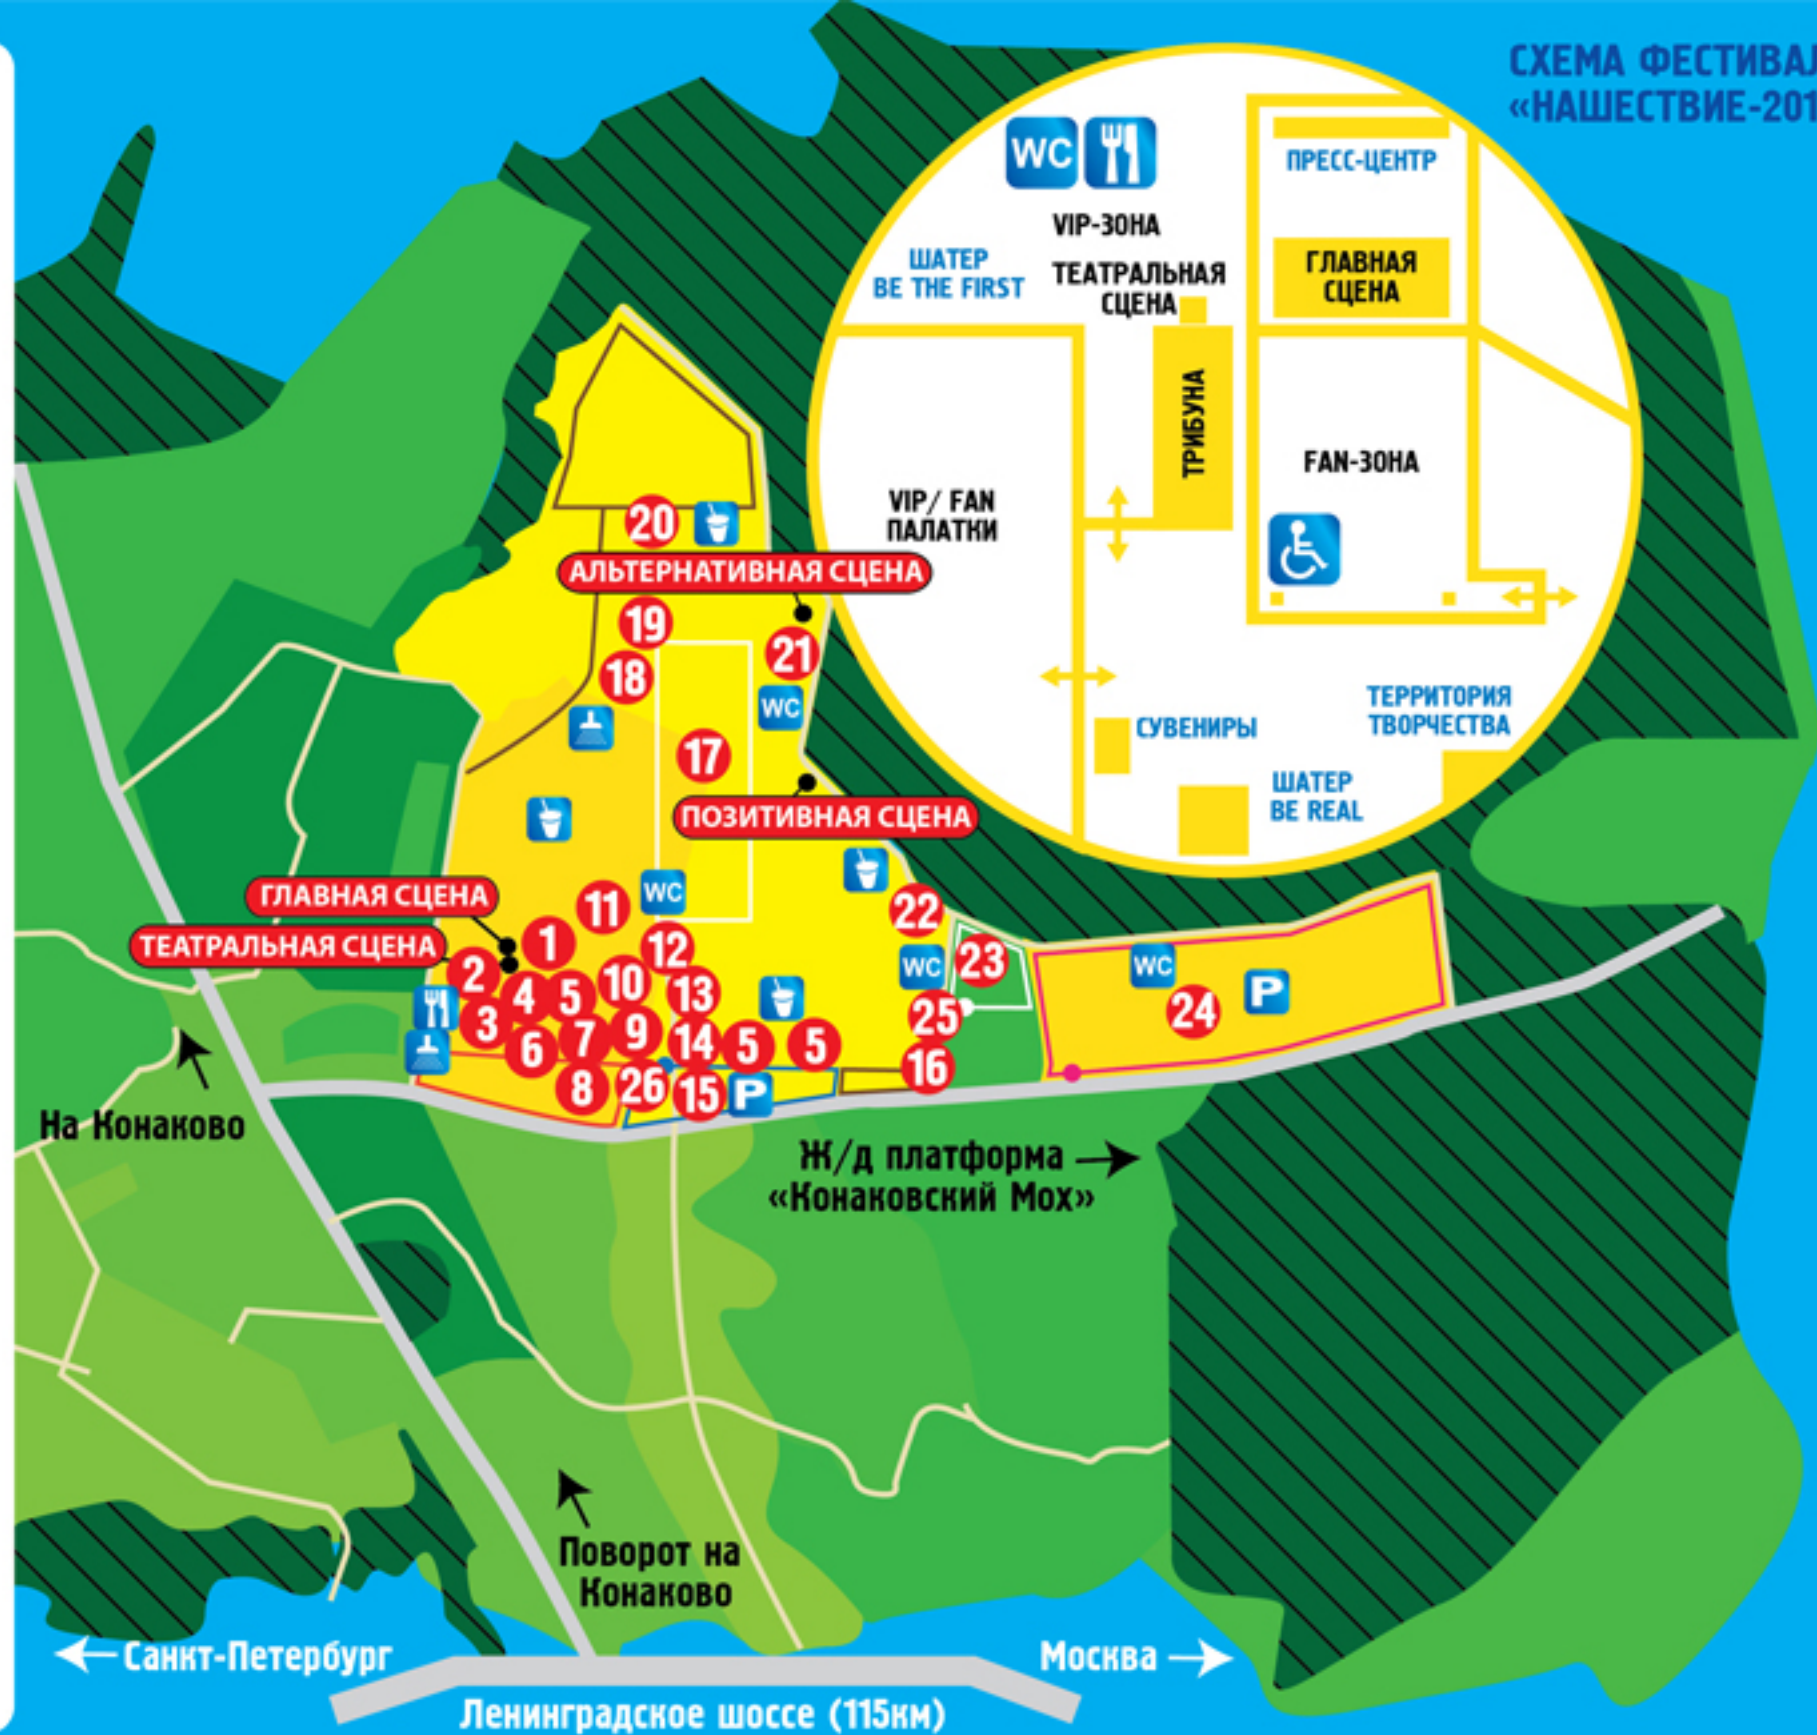 СХЕМА ФЕСТИВАЛ
«НАШЕСТВИЕ-201
WC
ПРЕСС-ЦЕНТР
VIP-ЗОНА
ШАТЕР
BE THE FIRST
ТЕАТРАЛЬНАЯ
СЦЕНА
ГЛАВНАЯ
СЦЕНА
ТРИБУНА
FAN-ЗОНА
VIP/ FAN
ПАЛАТКИ
СУВЕНИРЫ
ТЕРРИТОРИЯ
ТВОРЧЕСТВА
ШАТЕР
BE REAL
20
АЛЬТЕРНАТИВНАЯ СЦЕНА
19
21
18
WC
17
ПОЗИТИВНАЯ СЦЕНА
ГЛАВНАЯ СЦЕНА
WC
11
22
ТЕАТРАЛЬНАЯ СЦЕНА
1
12
2
WC
23
WC
4
5
10
13
P
3
25
24
6
7
9
14
5
5
16
8
26
15
P
На Конаково
Ж/д платформа
«Конаковский Мох»
Поворот на
Конаково
Санкт-Петербург
Москва
Ленинградское шоссе (115км)